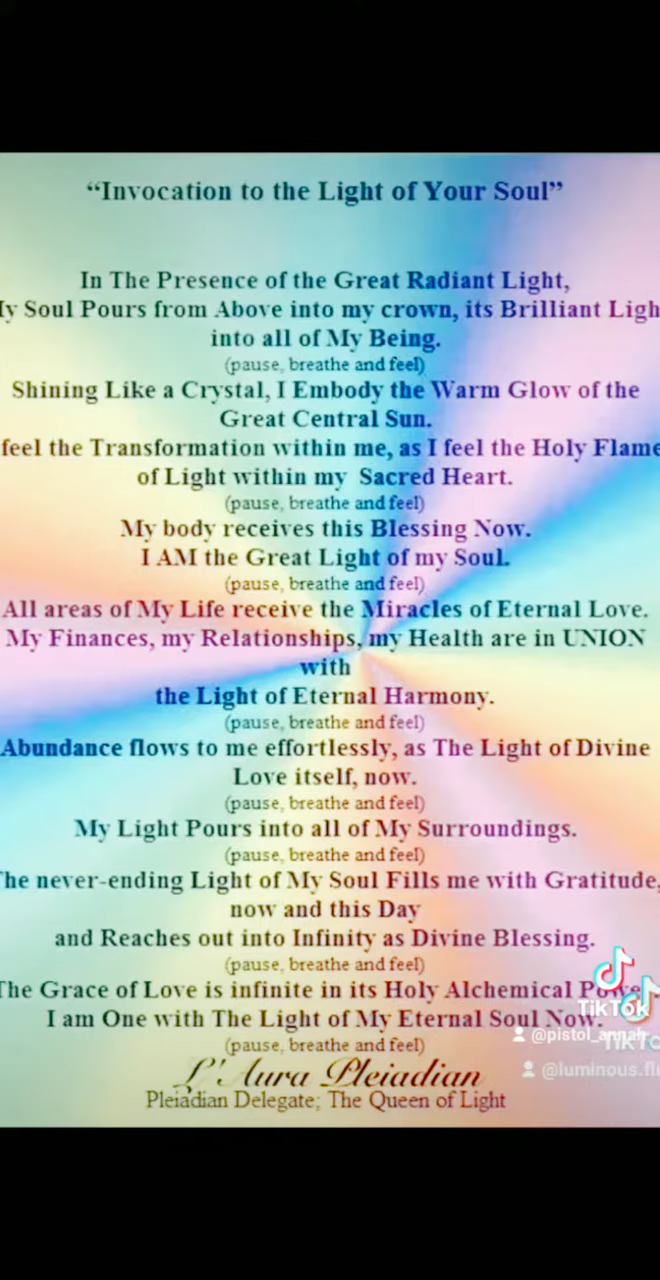 “Invocation to the Light of Your Soul”
In The Presence of the Great Radiant Light,
My Soul Pours from Above into my crown, its Brilliant Light
into all of My Being.
(pause, breathe and feel)
Shining Like a Crystal, I Embody the Warm Glow of the
Great Central Sun.
feel the Transformation within me, as I feel the Holy Flame
of Light within my Sacred Heart.
(pause, breathe and feel)
My body receives this Blessing Now.
I AM the Great Light of my Soul.
(pause, breathe and feel)
All areas of My Life receive the Miracles of Eternal Love.
My Finances, my Relationships, my Health are in UNION
with
the Light of Eternal Harmony.
(pause, breathe and feel)
Abundance flows to me effortlessly, as The Light of Divine
Love itself, now.
(pause, breathe and feel)
My Light Pours into all of My Surroundings.
(pause, breathe and feel)
The never-ending Light of My Soul Fills me with Gratitude,
now and this Day
and Reaches out into Infinity as Divine Blessing.
(pause, breathe and feel)
The Grace of Love is infinite in its Holy Alchemical Power
I am One with The Light of My Eternal Soul Now.
(pause, breathe and feel)
L'Aura Pleiadian
Pleiadian Delegate; The Queen of Light
TikTok
@pistol_annah
TikTok